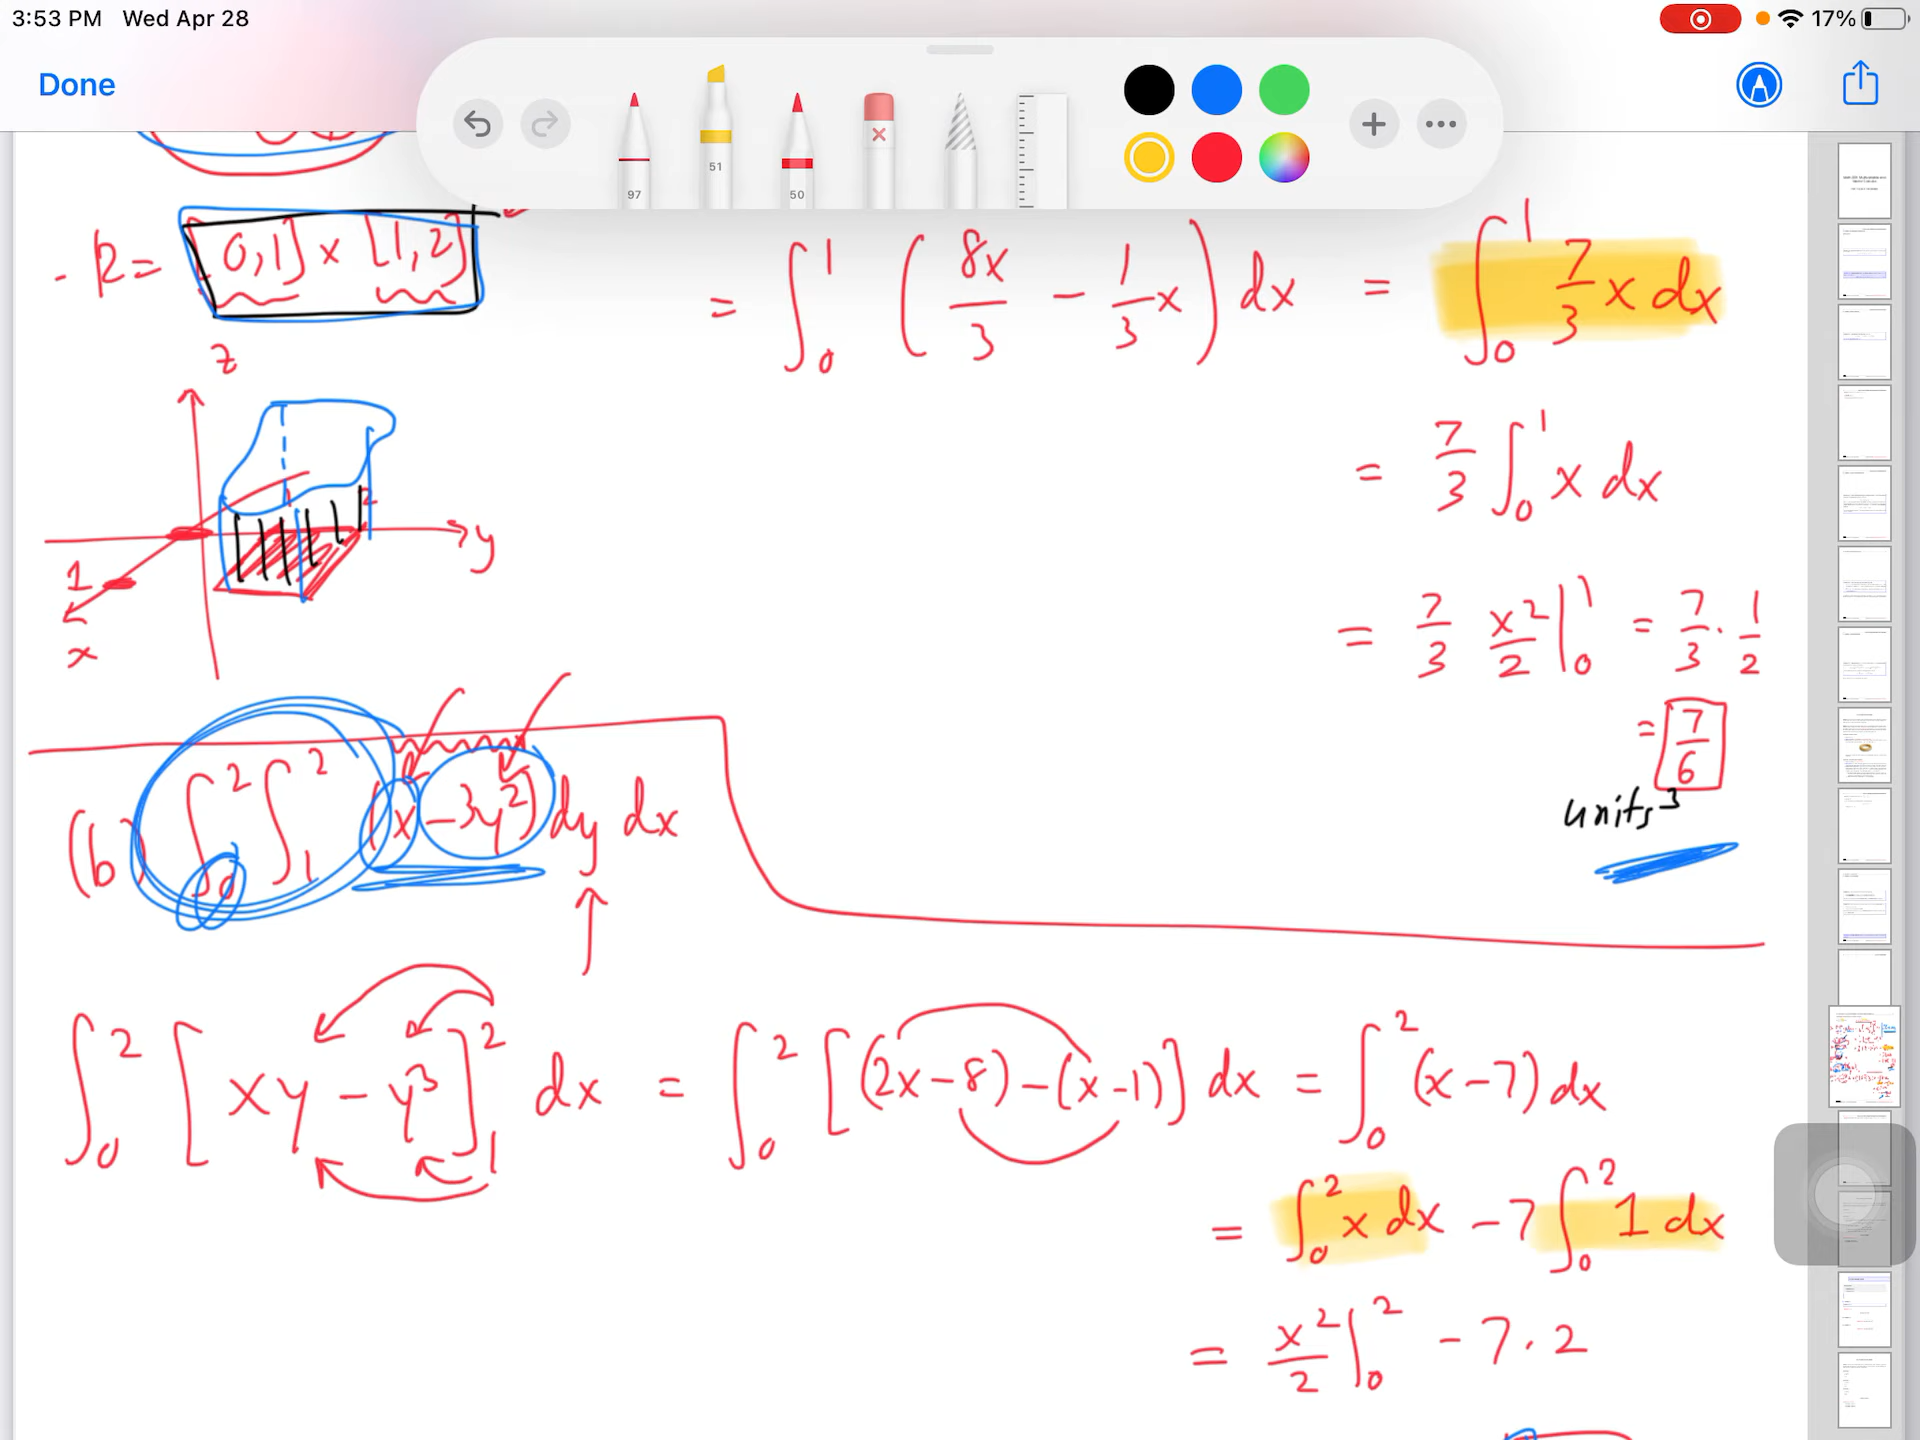 3:53 PM Wed Apr 28
17%
Done
97
51
50
- R = [0,1] × [1,2]
= ∫₀¹ (8x/3 − 1/3 x) dx = ∫₀¹ 7/3 x dx
z
= 7/3 ∫₀¹ x dx
1
2
y
1
x
= 7/3 x²/2 |₀¹ = 7/3 · 1/2
= 7/6
units³
(b) ∫₀² ∫₁² (x − 3y²) dy dx
∫₀² [xy − y³]₁² dx = ∫₀² [(2x−8) − (x−1)] dx = ∫₀² (x−7) dx
= ∫₀² x dx − 7 ∫₀² 1 dx
= x²/2 |₀² − 7·2